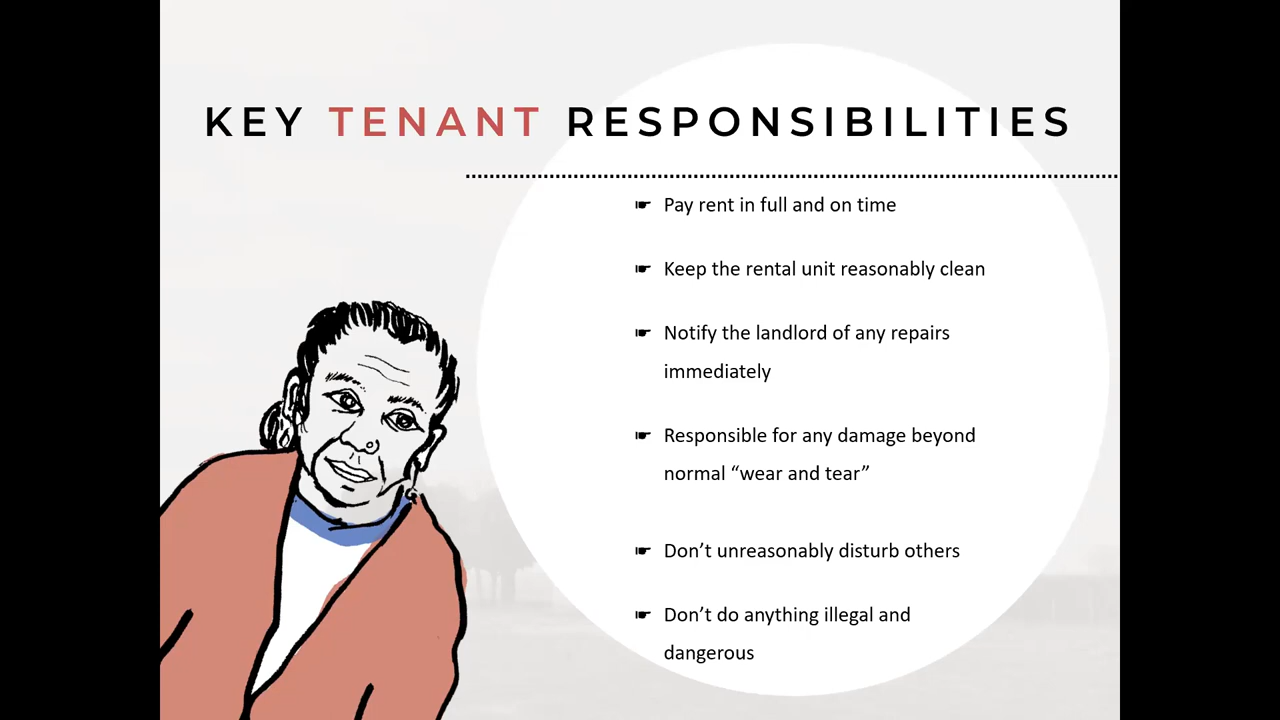 KEY TENANT RESPONSIBILITIES
☛ Pay rent in full and on time
☛ Keep the rental unit reasonably clean
☛ Notify the landlord of any repairs
immediately
☛ Responsible for any damage beyond
normal “wear and tear”
☛ Don’t unreasonably disturb others
☛ Don’t do anything illegal and
dangerous